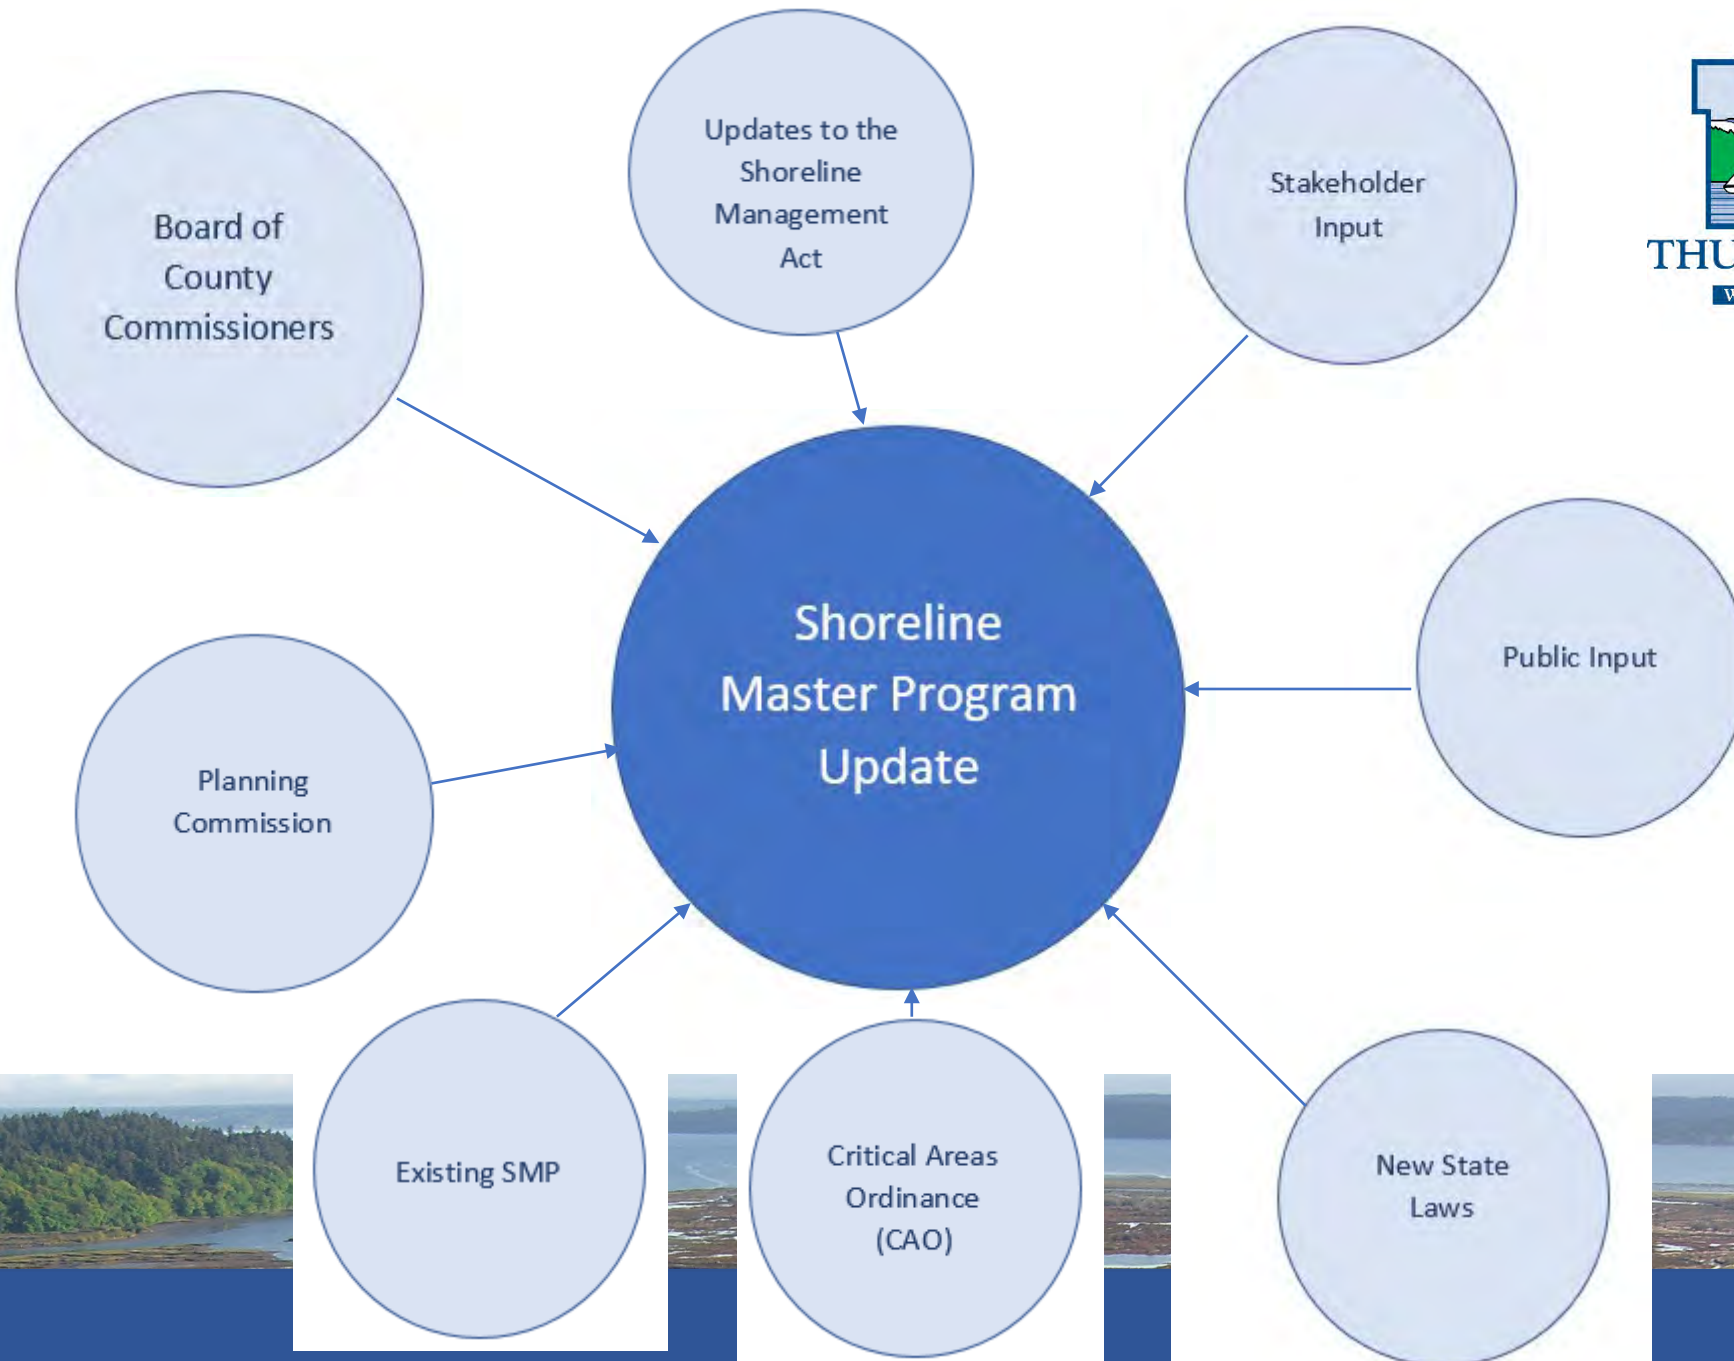 Board of
County
Commissioners
Updates to the
Shoreline
Management
Act
Stakeholder
Input
THU
Shoreline
Master Program
Update
Public Input
Planning
Commission
Existing SMP
Critical Areas
Ordinance
(CAO)
New State
Laws